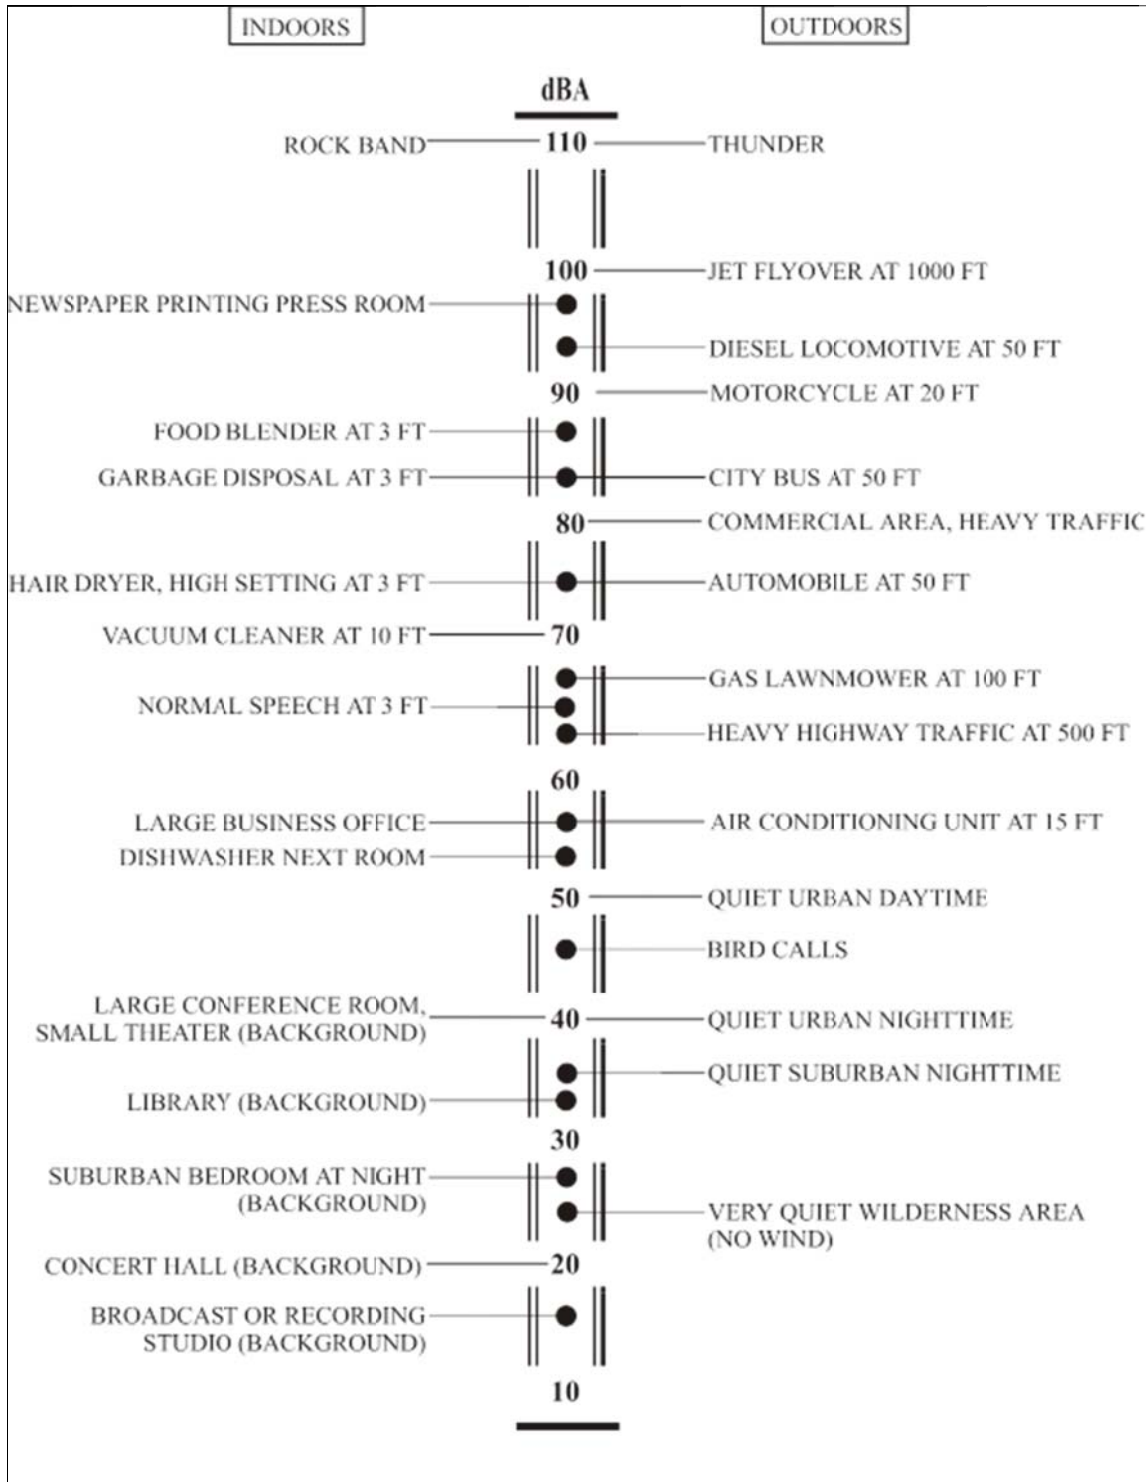 INDOORS
OUTDOORS
dBA
ROCK BAND 110 THUNDER
100 JET FLYOVER AT 1000 FT
NEWSPAPER PRINTING PRESS ROOM
DIESEL LOCOMOTIVE AT 50 FT
90 MOTORCYCLE AT 20 FT
FOOD BLENDER AT 3 FT
GARBAGE DISPOSAL AT 3 FT CITY BUS AT 50 FT
80 COMMERCIAL AREA, HEAVY TRAFFIC
HAIR DRYER, HIGH SETTING AT 3 FT AUTOMOBILE AT 50 FT
VACUUM CLEANER AT 10 FT 70
GAS LAWNMOWER AT 100 FT
NORMAL SPEECH AT 3 FT
HEAVY HIGHWAY TRAFFIC AT 500 FT
60
LARGE BUSINESS OFFICE AIR CONDITIONING UNIT AT 15 FT
DISHWASHER NEXT ROOM
50 QUIET URBAN DAYTIME
BIRD CALLS
LARGE CONFERENCE ROOM,
SMALL THEATER (BACKGROUND) 40 QUIET URBAN NIGHTTIME
QUIET SUBURBAN NIGHTTIME
LIBRARY (BACKGROUND)
30
SUBURBAN BEDROOM AT NIGHT
(BACKGROUND)
VERY QUIET WILDERNESS AREA
(NO WIND)
CONCERT HALL (BACKGROUND) 20
BROADCAST OR RECORDING
STUDIO (BACKGROUND)
10